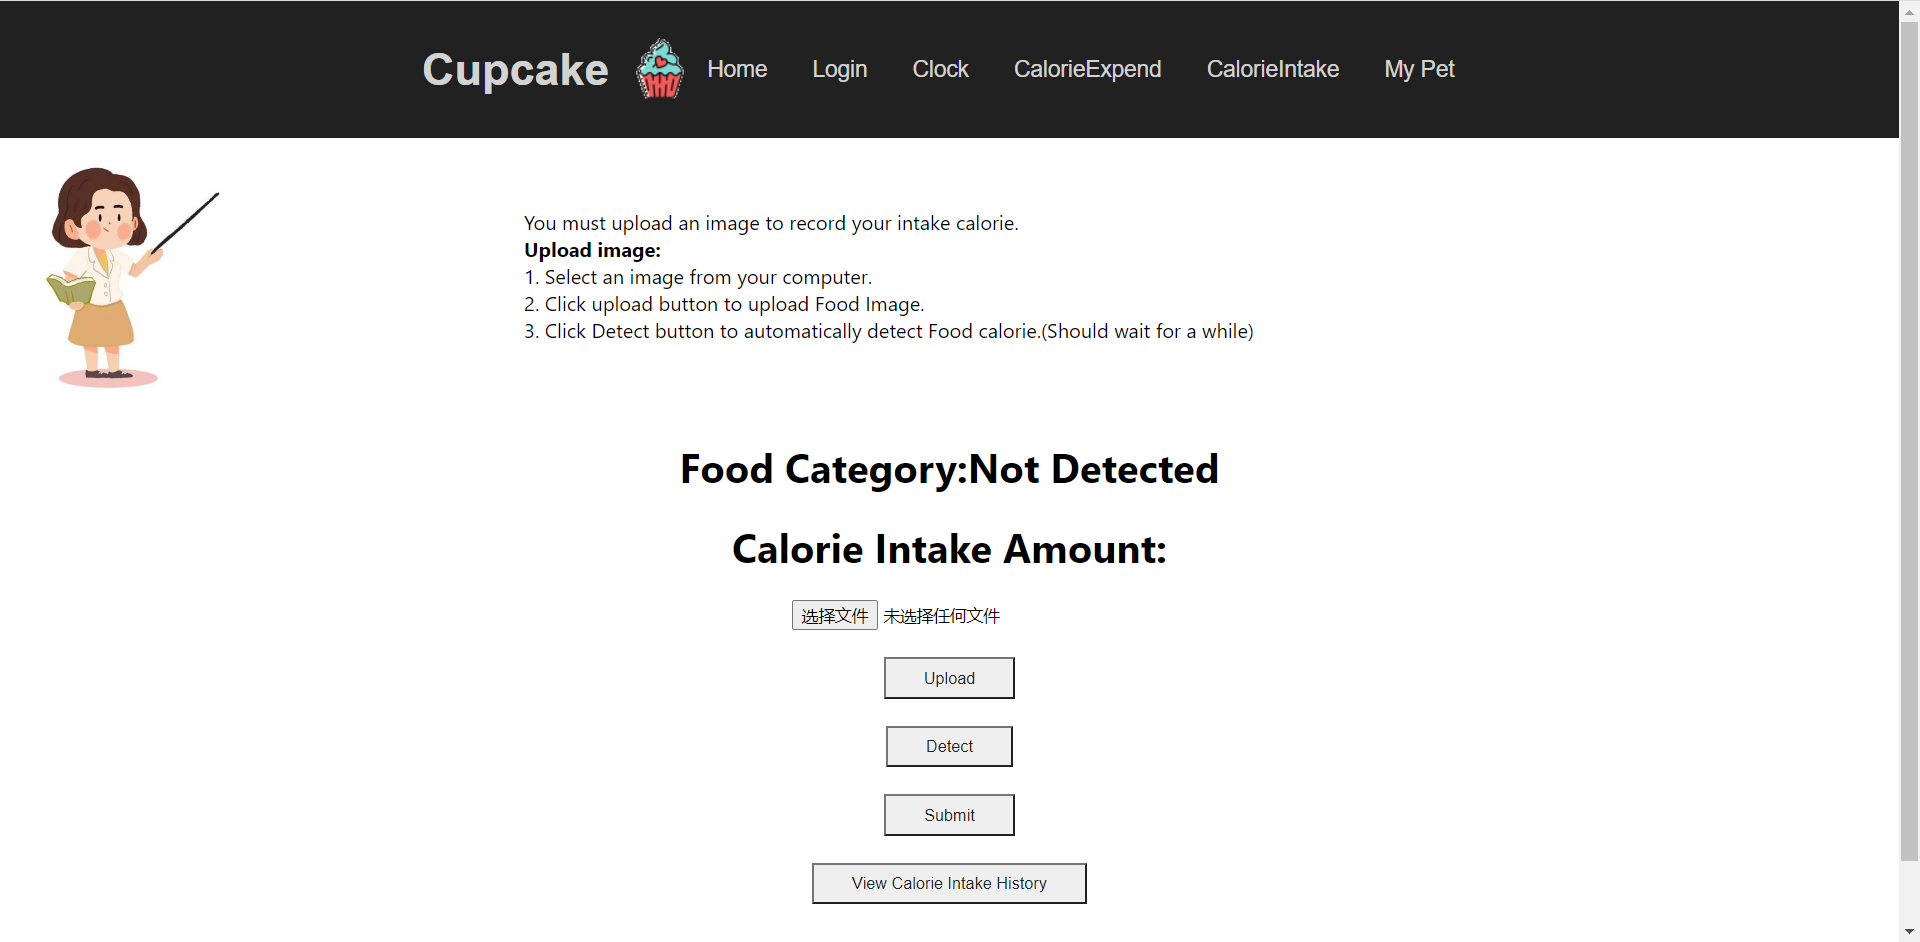 Cupcake Home Login Clock CalorieExpend CalorieIntake My Pet
You must upload an image to record your intake calorie.
Upload image:
1. Select an image from your computer.
2. Click upload button to upload Food Image.
3. Click Detect button to automatically detect Food calorie.(Should wait for a while)
Food Category:Not Detected
Calorie Intake Amount:
选择文件 未选择任何文件
Upload
Detect
Submit
View Calorie Intake History